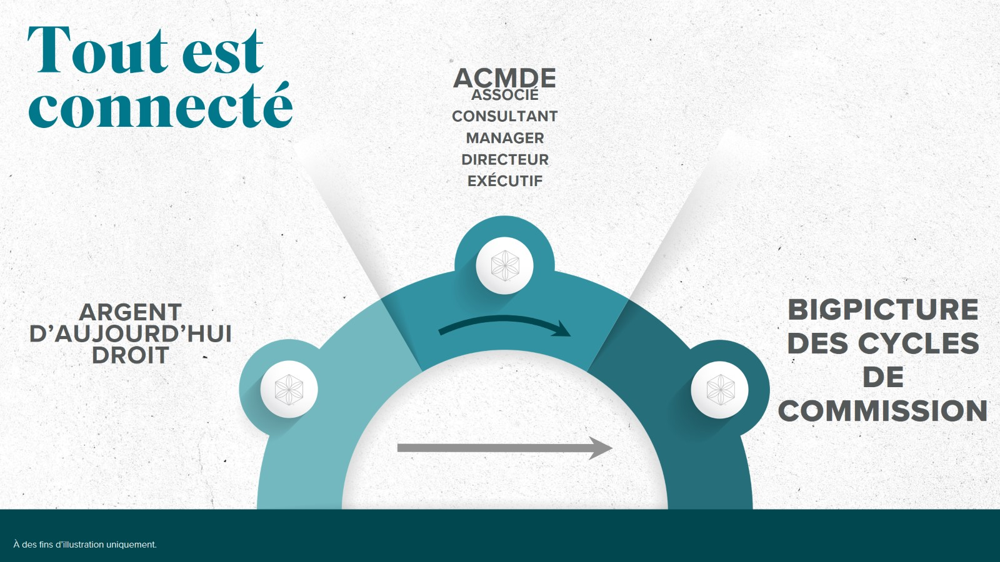 Tout est
connecté
ACMDE
ASSOCIÉ
CONSULTANT
MANAGER
DIRECTEUR
EXÉCUTIF
ARGENT
D’AUJOURD’HUI
DROIT
BIGPICTURE
DES CYCLES
DE
COMMISSION
À des fins d’illustration uniquement.